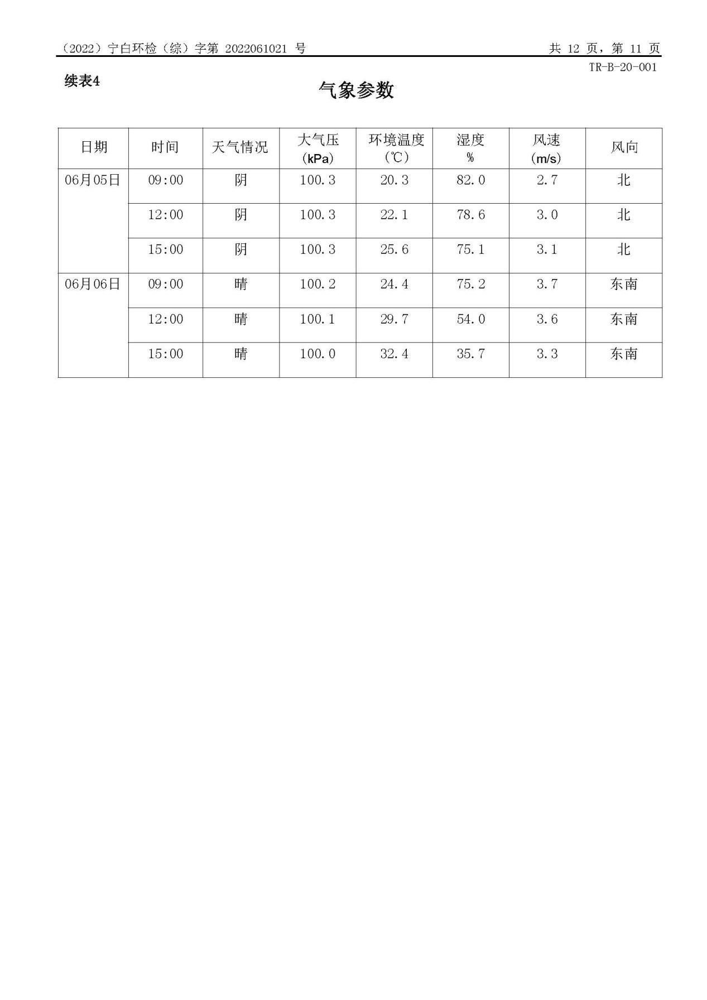 （2022）宁白环检（综）字第 2022061021 号 共 12 页，第 11 页
TR-B-20-001
续表4
气象参数
日期 时间 天气情况 大气压 (kPa) 环境温度 (℃) 湿度 % 风速 (m/s) 风向
06月05日 09:00 阴 100.3 20.3 82.0 2.7 北
12:00 阴 100.3 22.1 78.6 3.0 北
15:00 阴 100.3 25.6 75.1 3.1 北
06月06日 09:00 晴 100.2 24.4 75.2 3.7 东南
12:00 晴 100.1 29.7 54.0 3.6 东南
15:00 晴 100.0 32.4 35.7 3.3 东南